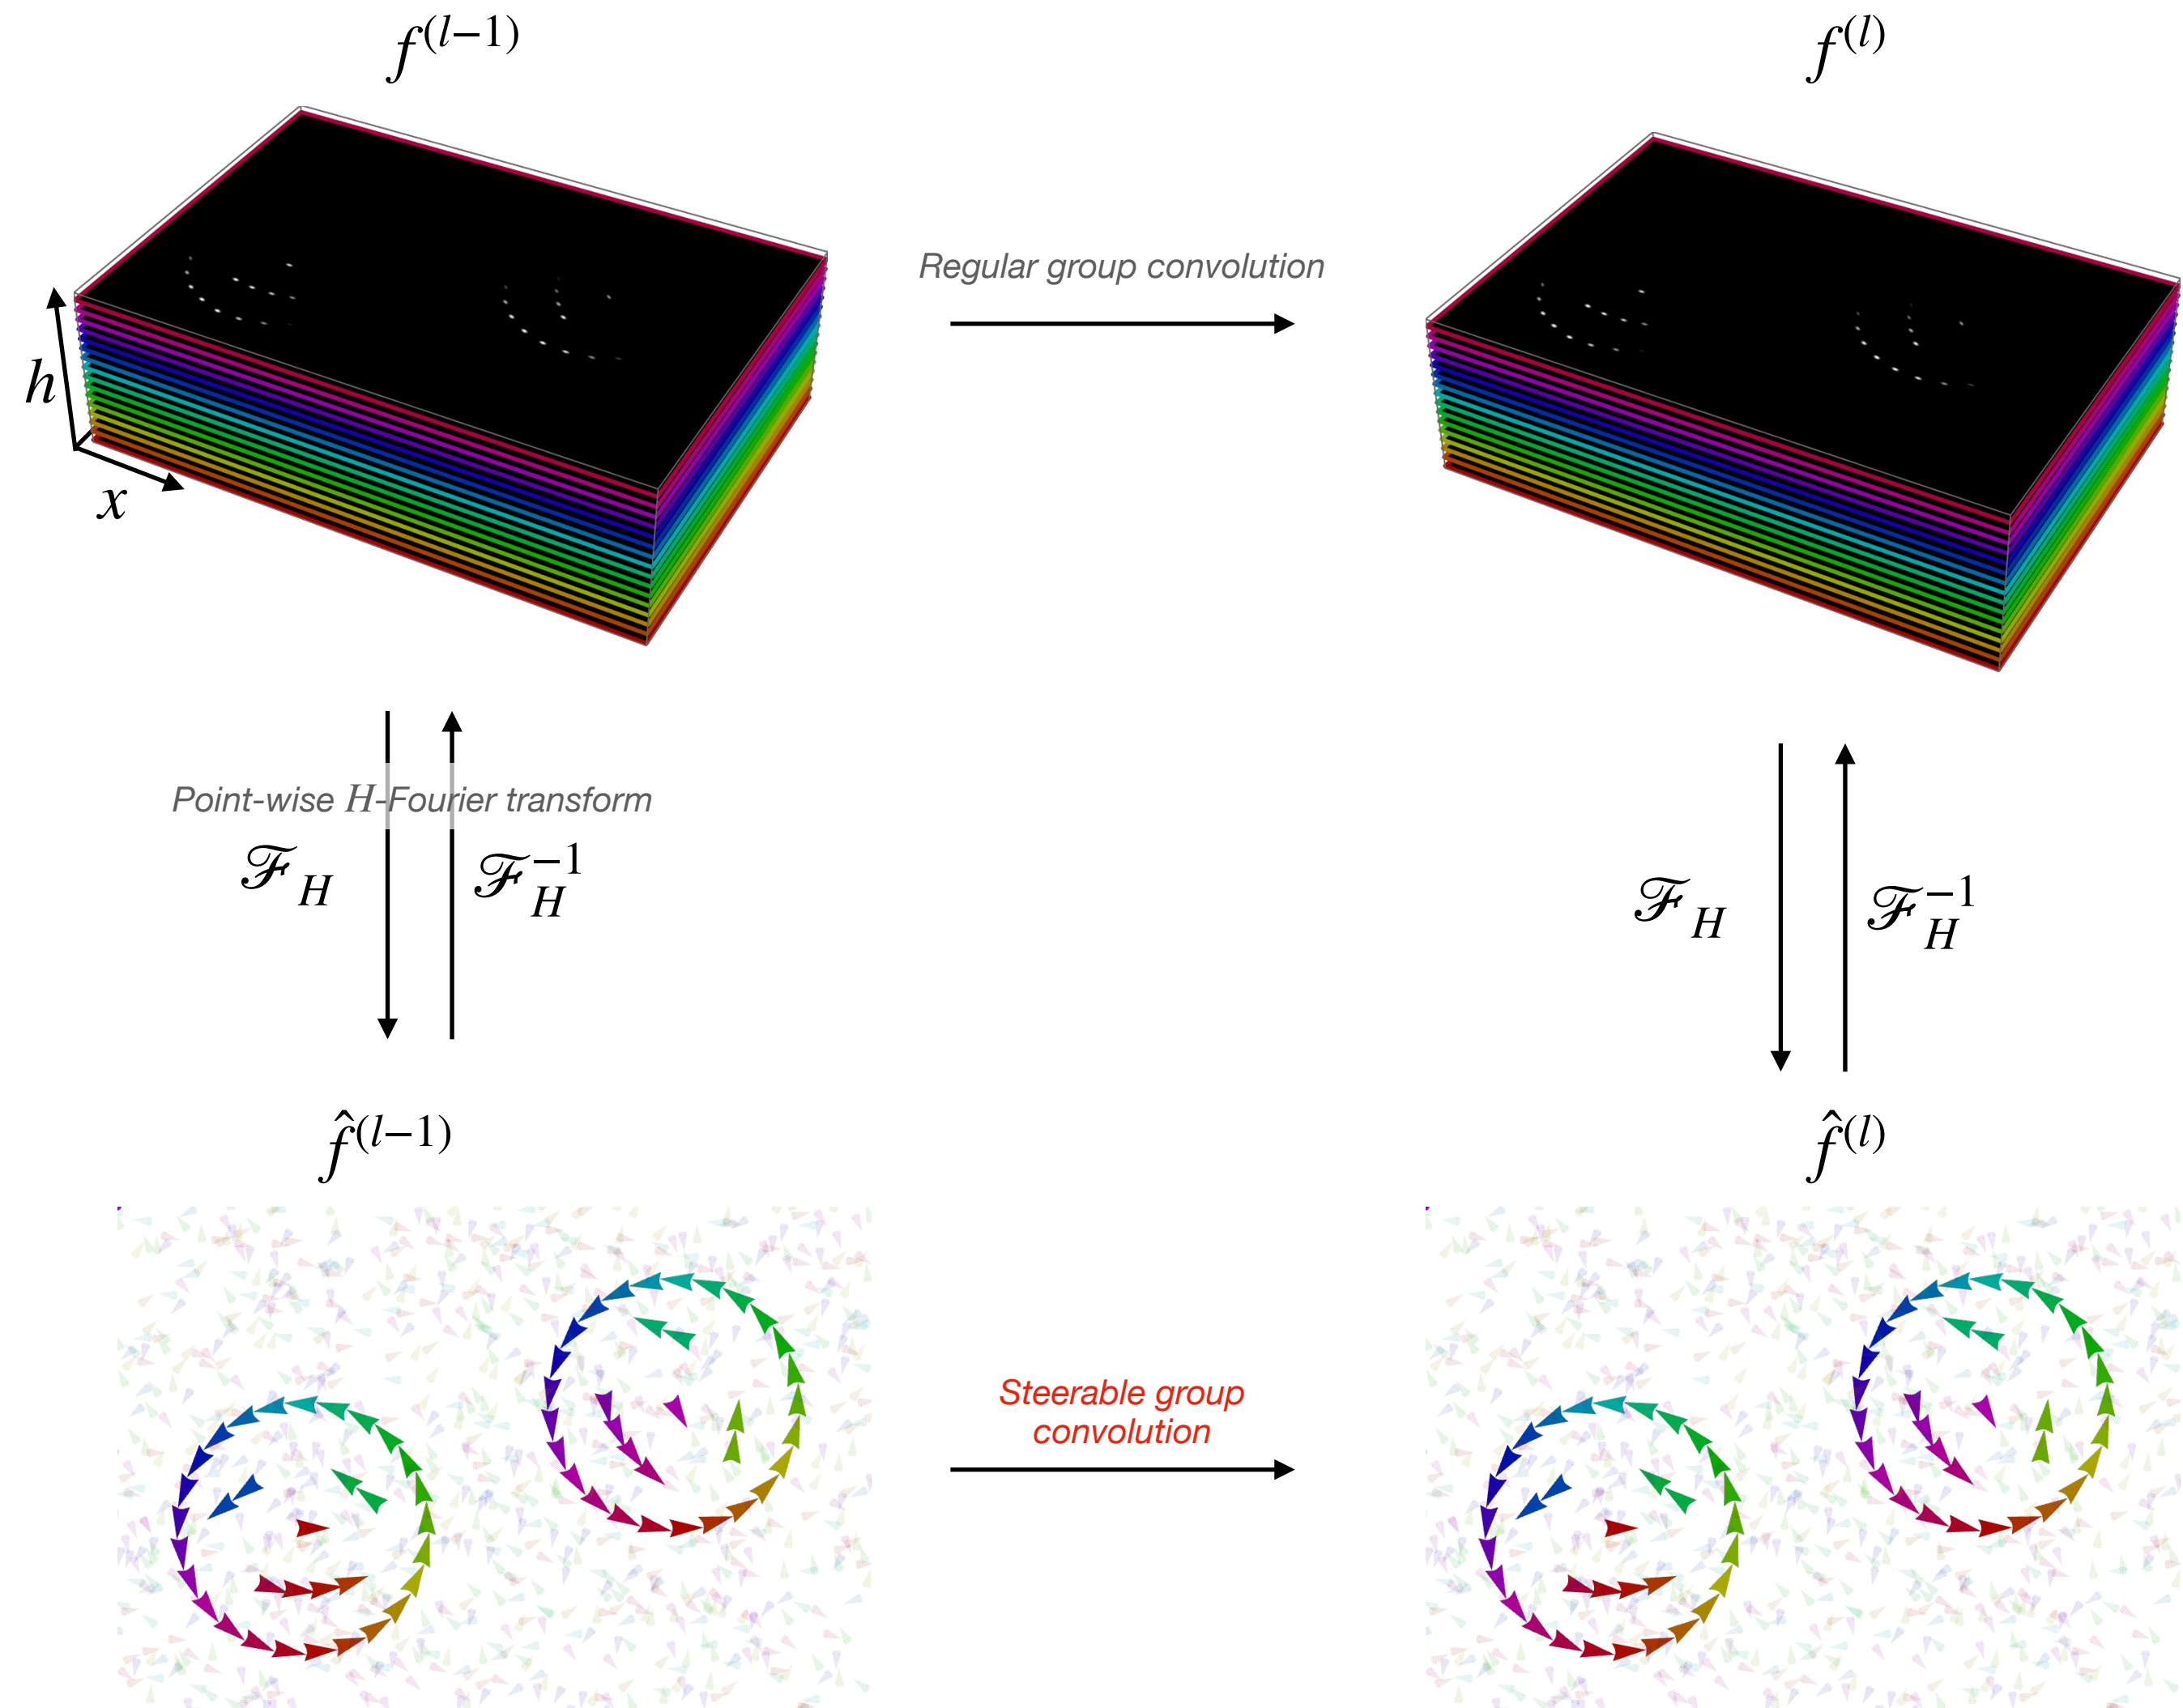 f^(l−1)
f^(l)
Regular group convolution
h
x
Point-wise H-Fourier transform
ℱ_H
ℱ_H^−1
ℱ_H
ℱ_H^−1
f̂^(l−1)
f̂^(l)
Steerable group
convolution